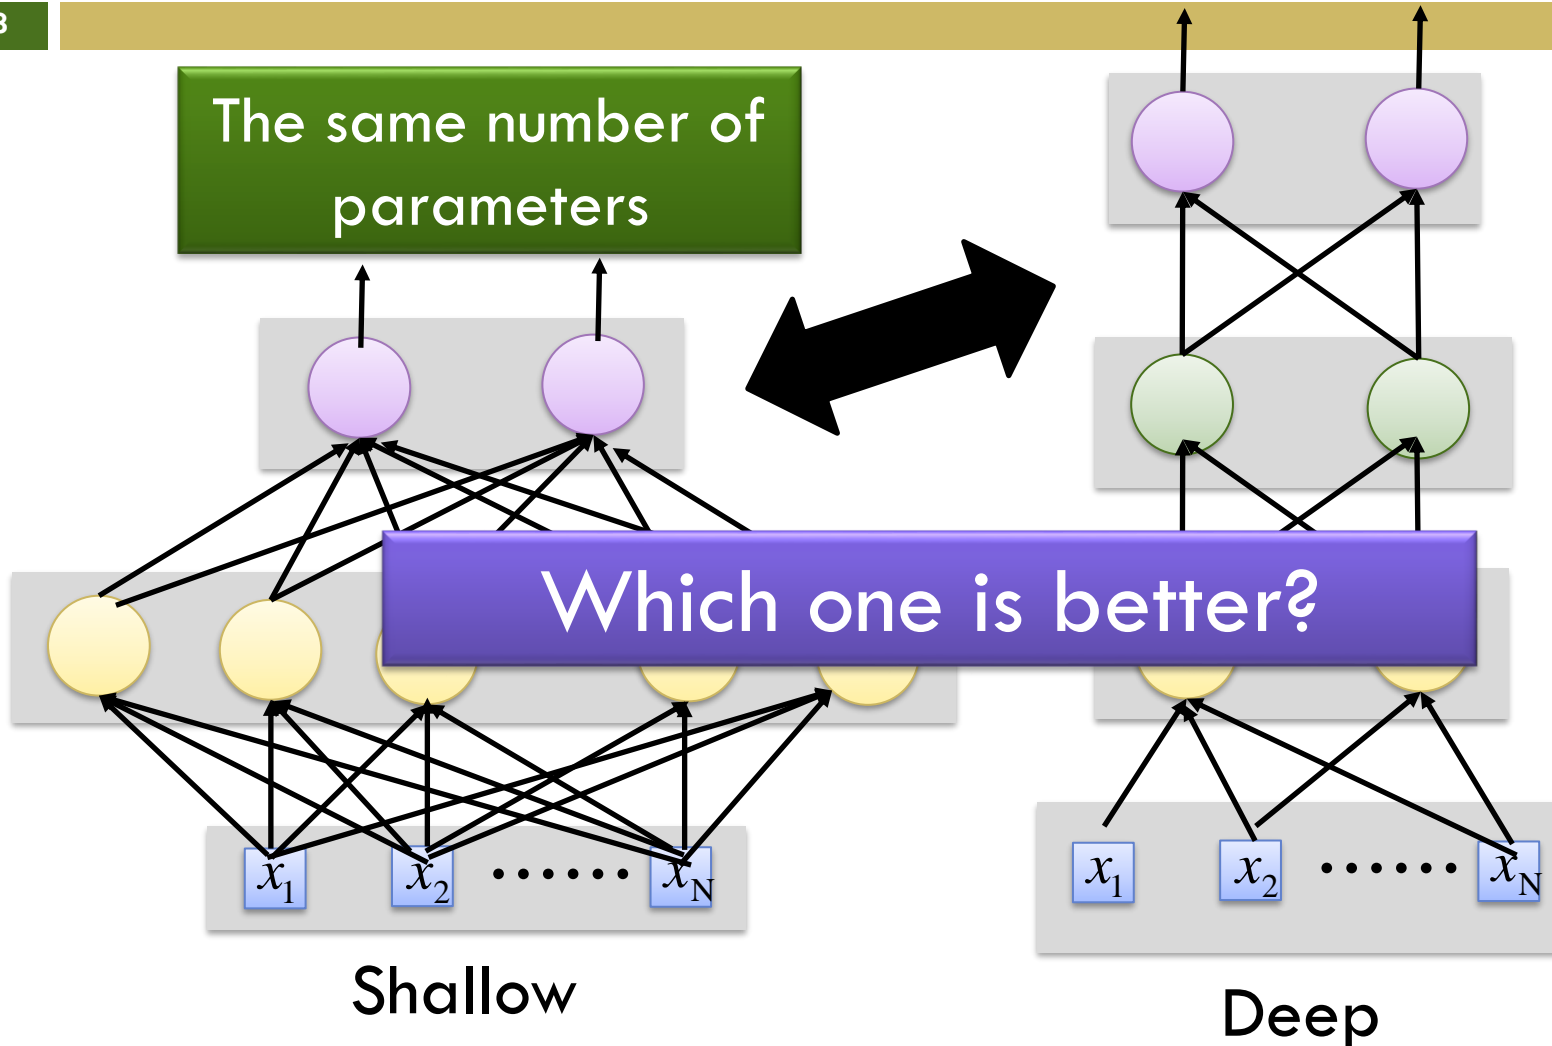 The same number of
parameters
Which one is better?
x1
x2
......
xN
x1
x2
......
xN
Shallow
Deep